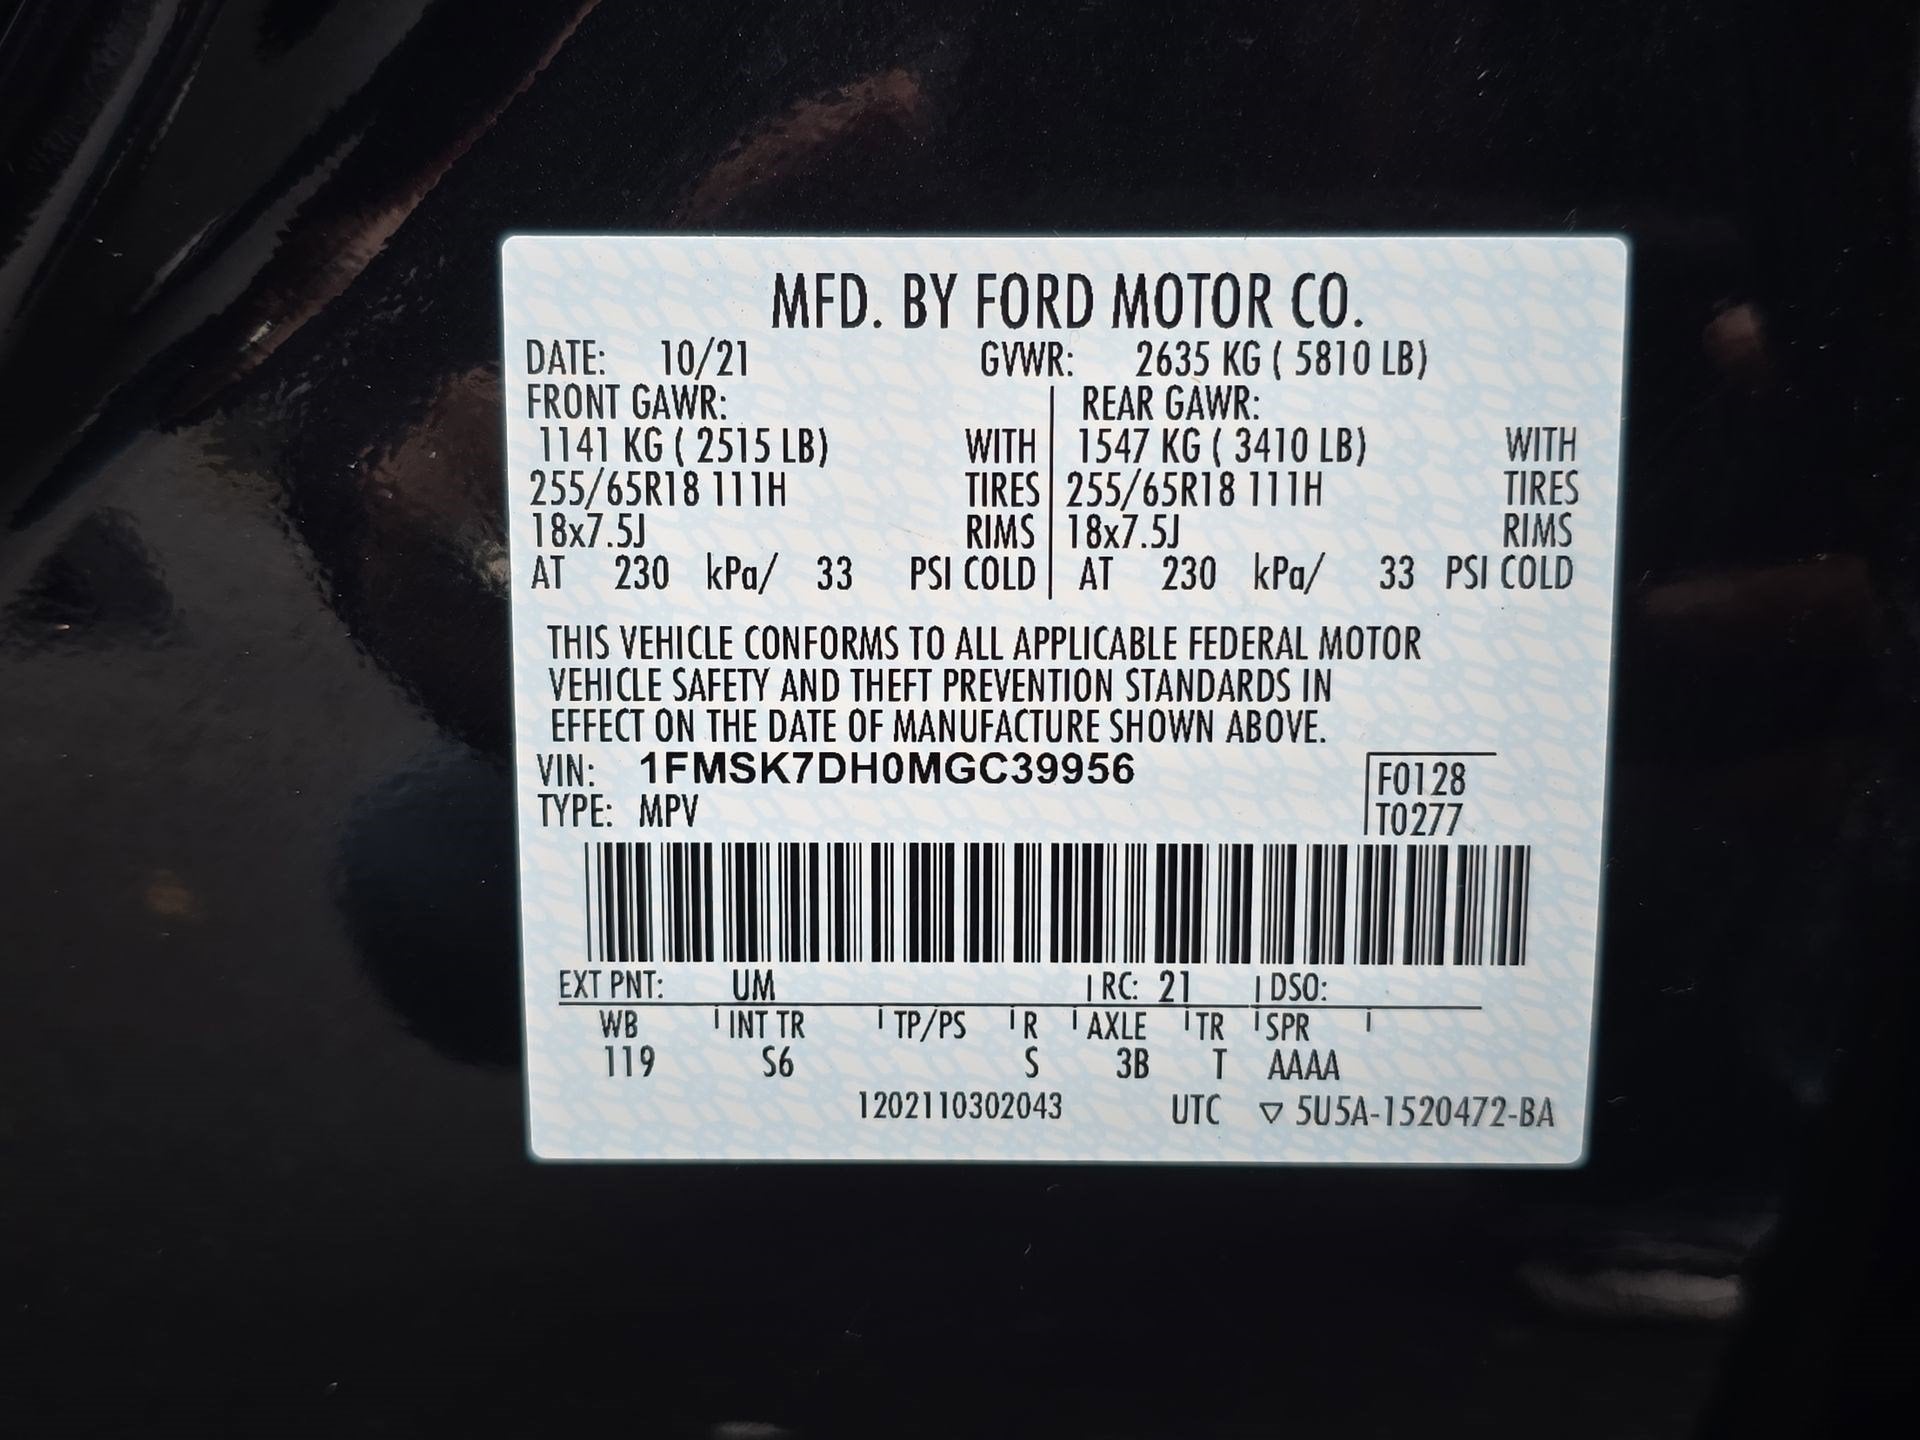 MFD. BY FORD MOTOR CO.
DATE: 10/21 GVWR: 2635 KG ( 5810 LB)
FRONT GAWR: REAR GAWR:
1141 KG ( 2515 LB) WITH 1547 KG ( 3410 LB) WITH
255/65R18 111H TIRES 255/65R18 111H TIRES
18x7.5J RIMS 18x7.5J RIMS
AT 230 kPa/ 33 PSI COLD AT 230 kPa/ 33 PSI COLD
THIS VEHICLE CONFORMS TO ALL APPLICABLE FEDERAL MOTOR
VEHICLE SAFETY AND THEFT PREVENTION STANDARDS IN
EFFECT ON THE DATE OF MANUFACTURE SHOWN ABOVE.
VIN: 1FMSK7DH0MGC39956 F0128
TYPE: MPV T0277
EXT PNT: UM RC: 21 DSO:
WB INT TR TP/PS R AXLE TR SPR
119 S6 S 3B T AAAA
1202110302043 UTC ▽ 5U5A-1520472-BA